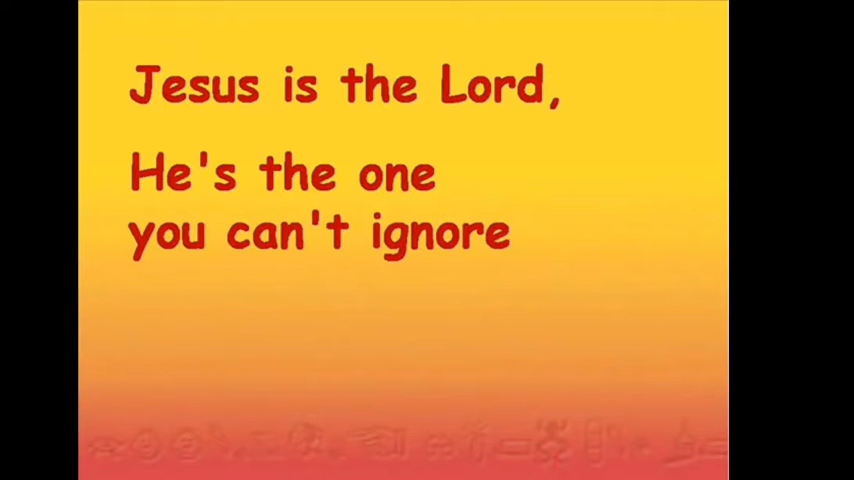 Jesus is the Lord,
He's the one
you can't ignore